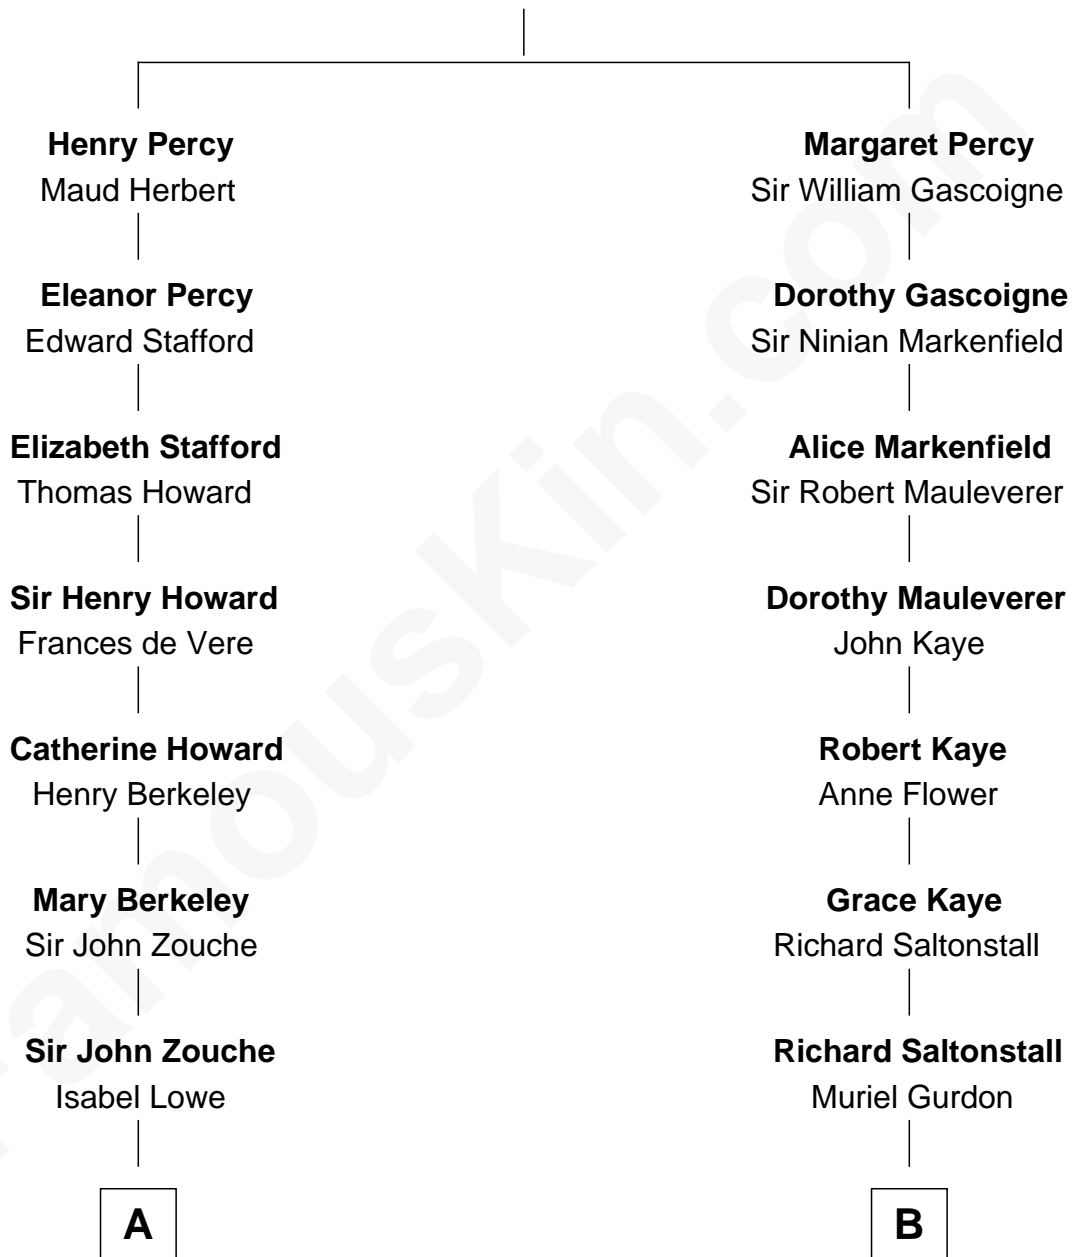 Henry Percy
Maud Herbert
Eleanor Percy
Edward Stafford
Elizabeth Stafford
Thomas Howard
Sir Henry Howard
Frances de Vere
Catherine Howard
Henry Berkeley
Mary Berkeley
Sir John Zouche
Sir John Zouche
Isabel Lowe
A
Margaret Percy
Sir William Gascoigne
Dorothy Gascoigne
Sir Ninian Markenfield
Alice Markenfield
Sir Robert Mauleverer
Dorothy Mauleverer
John Kaye
Robert Kaye
Anne Flower
Grace Kaye
Richard Saltonstall
Richard Saltonstall
Muriel Gurdon
B
FamousKin.com